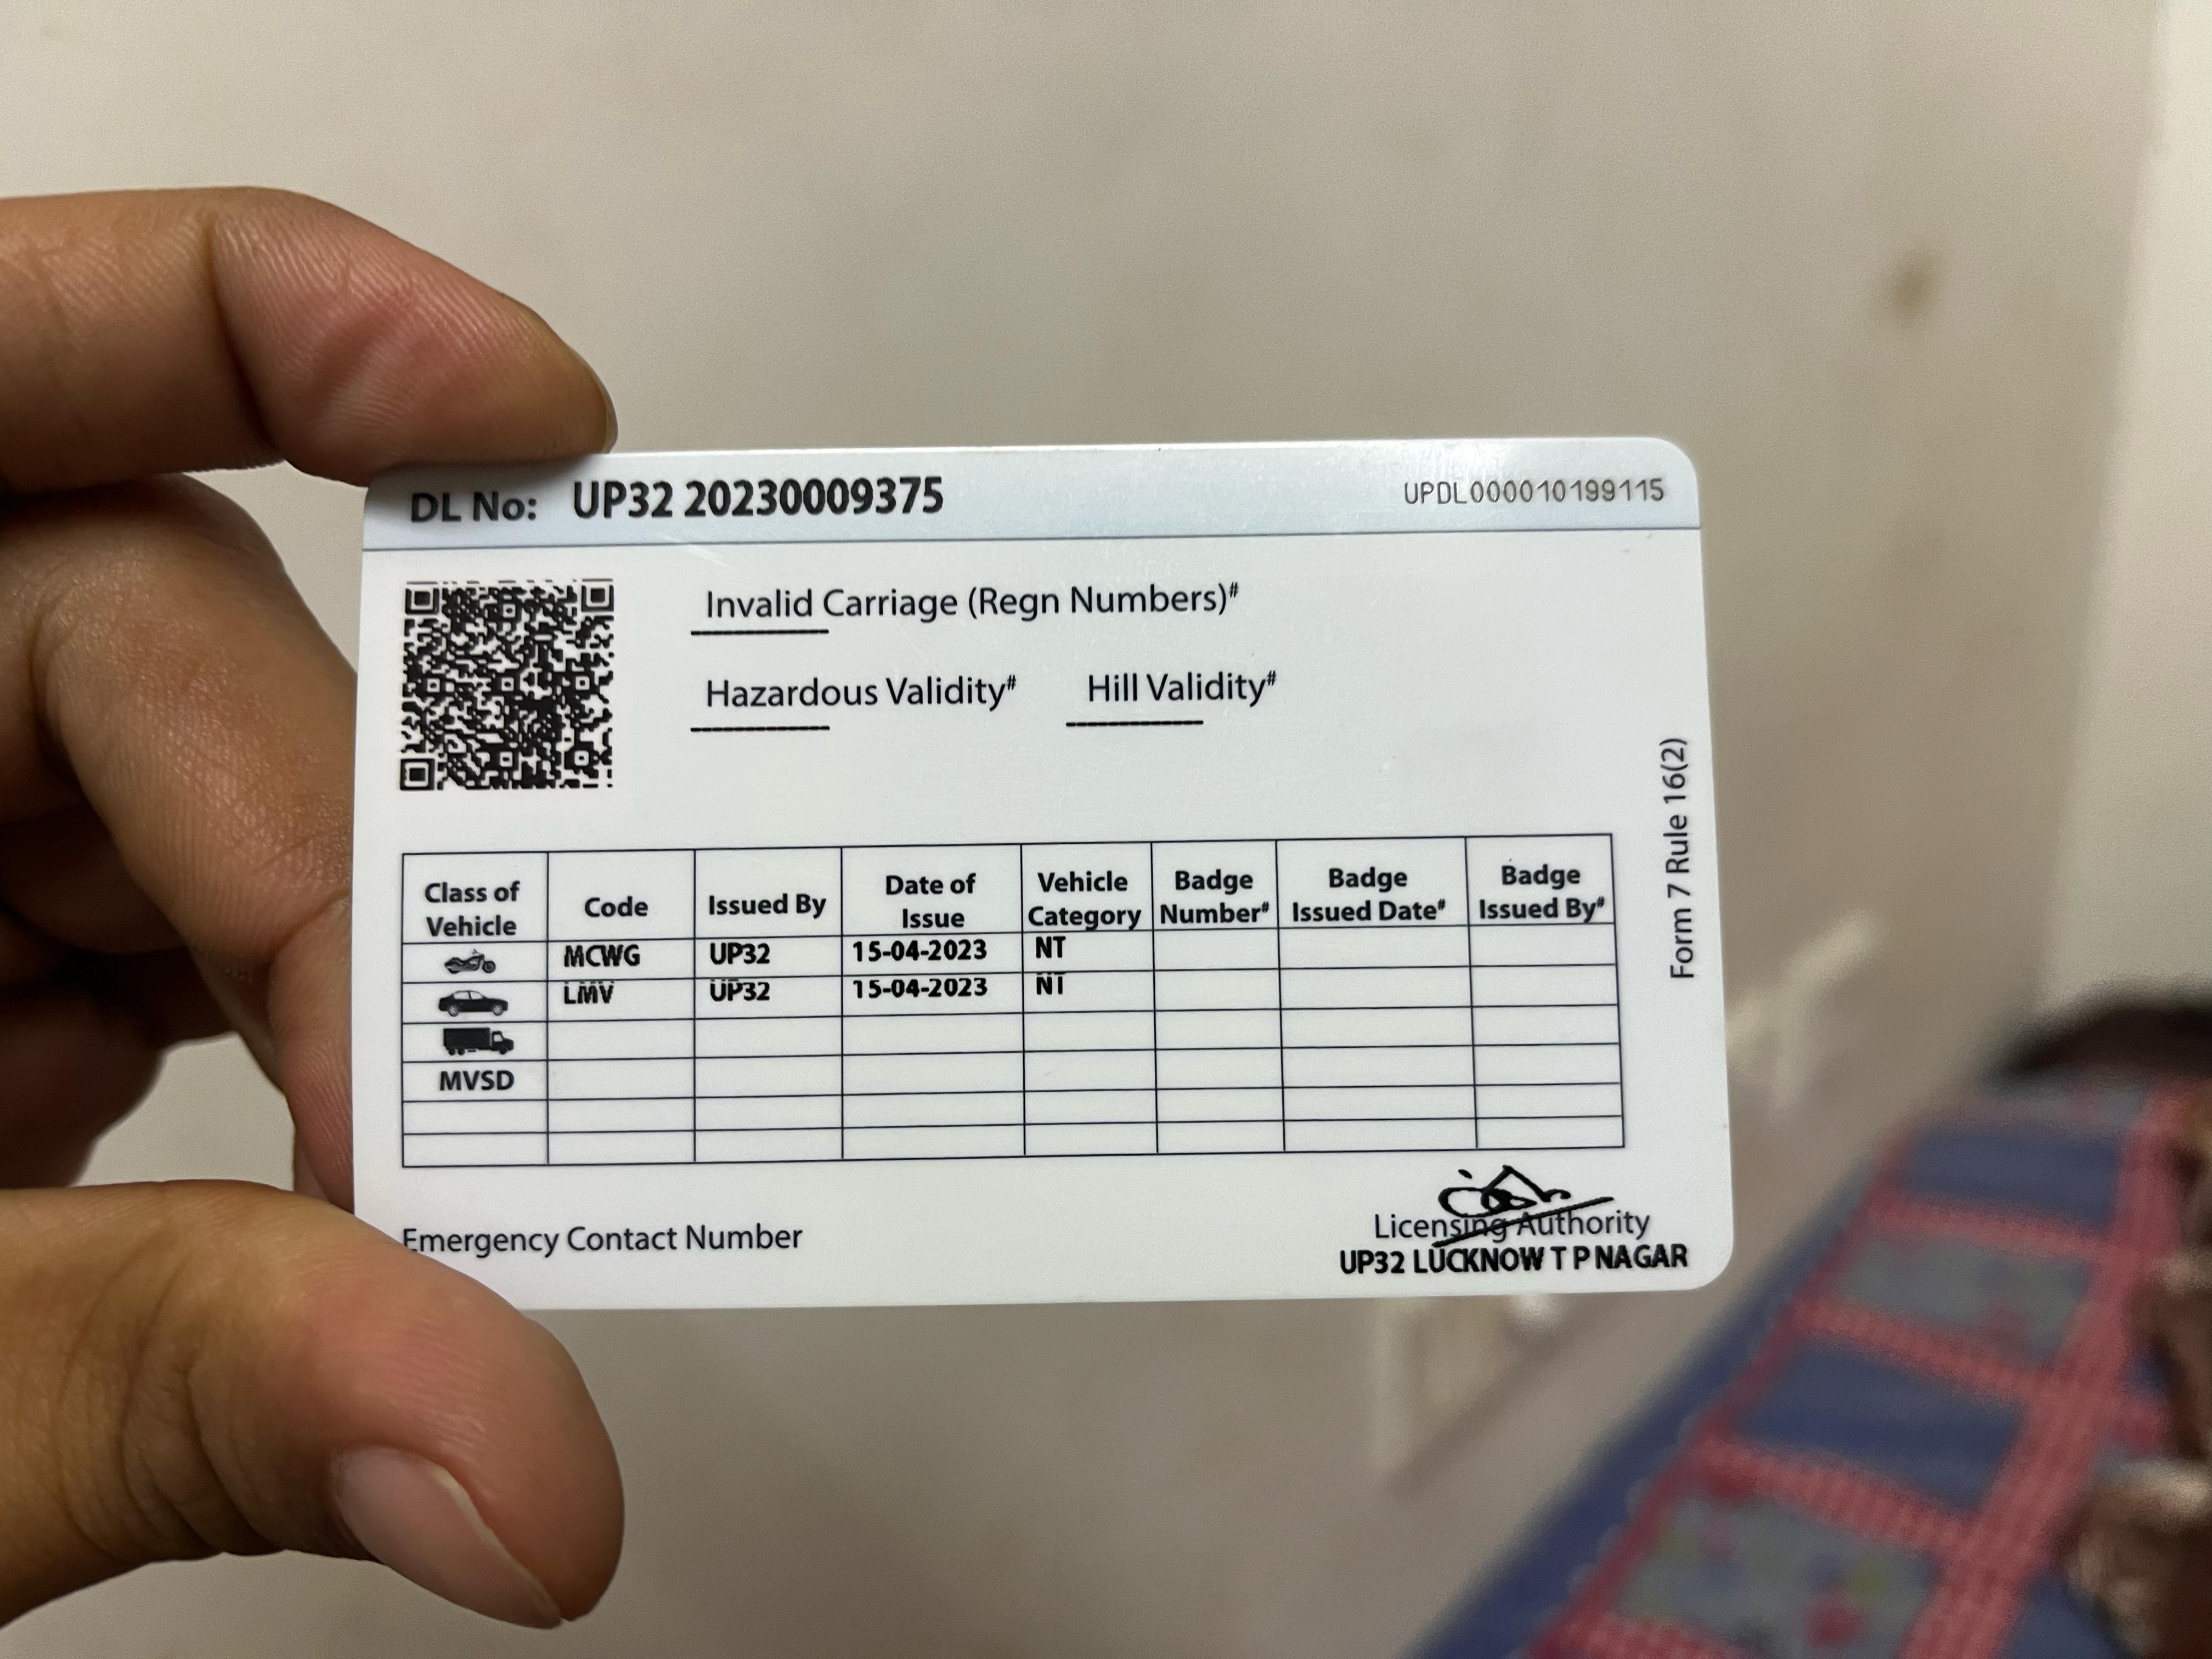 DL No: UP32 20230009375 UPDL000010199115
Invalid Carriage (Regn Numbers)#
Hazardous Validity# Hill Validity#
Form 7 Rule 16(2)
Class of Vehicle Code Issued By Date of Issue Vehicle Category Badge Number# Badge Issued Date# Badge Issued By#
MCWG UP32 15-04-2023 NT
LMV UP32 15-04-2023 NT
MVSD
Emergency Contact Number
Licensing Authority
UP32 LUCKNOW T P NAGAR